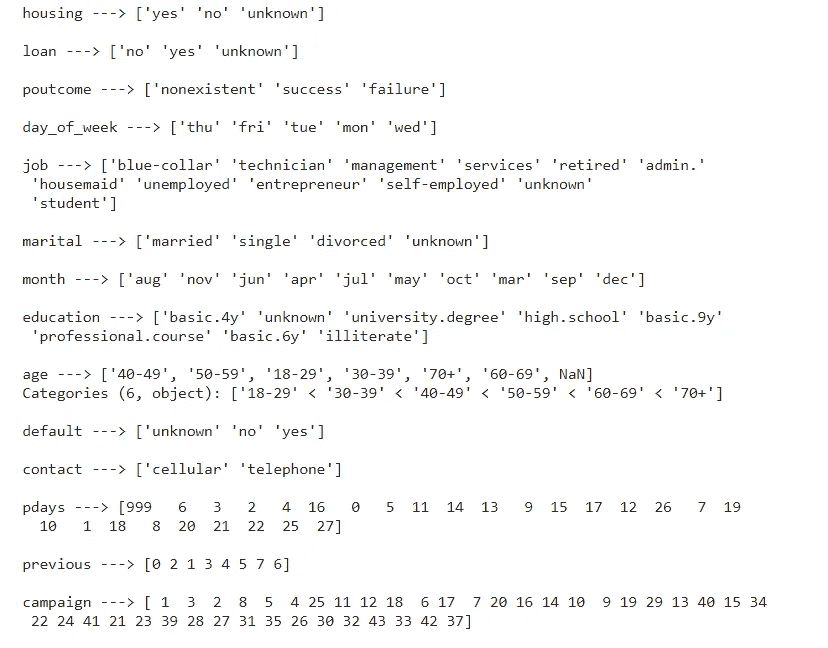 housing ---> ['yes' 'no' 'unknown']
loan ---> ['no' 'yes' 'unknown']
poutcome ---> ['nonexistent' 'success' 'failure']
day_of_week ---> ['thu' 'fri' 'tue' 'mon' 'wed']
job ---> ['blue-collar' 'technician' 'management' 'services' 'retired' 'admin.'
'housemaid' 'unemployed' 'entrepreneur' 'self-employed' 'unknown'
'student']
marital ---> ['married' 'single' 'divorced' 'unknown']
month ---> ['aug' 'nov' 'jun' 'apr' 'jul' 'may' 'oct' 'mar' 'sep' 'dec']
education ---> ['basic.4y' 'unknown' 'university.degree' 'high.school' 'basic.9y'
'professional.course' 'basic.6y' 'illiterate']
age ---> ['40-49', '50-59', '18-29', '30-39', '70+', '60-69', NaN]
Categories (6, object): ['18-29' < '30-39' < '40-49' < '50-59' < '60-69' < '70+']
default ---> ['unknown' 'no' 'yes']
contact ---> ['cellular' 'telephone']
pdays ---> [999   6   3   2   4  16   0   5  11  14  13   9  15  17  12  26   7  19
10   1  18   8  20  21  22  25  27]
previous ---> [0 2 1 3 4 5 7 6]
campaign ---> [ 1  3  2  8  5  4 25 11 12 18  6 17  7 20 16 14 10  9 19 29 13 40 15 34
22 24 41 21 23 39 28 27 31 35 26 30 32 43 33 42 37]